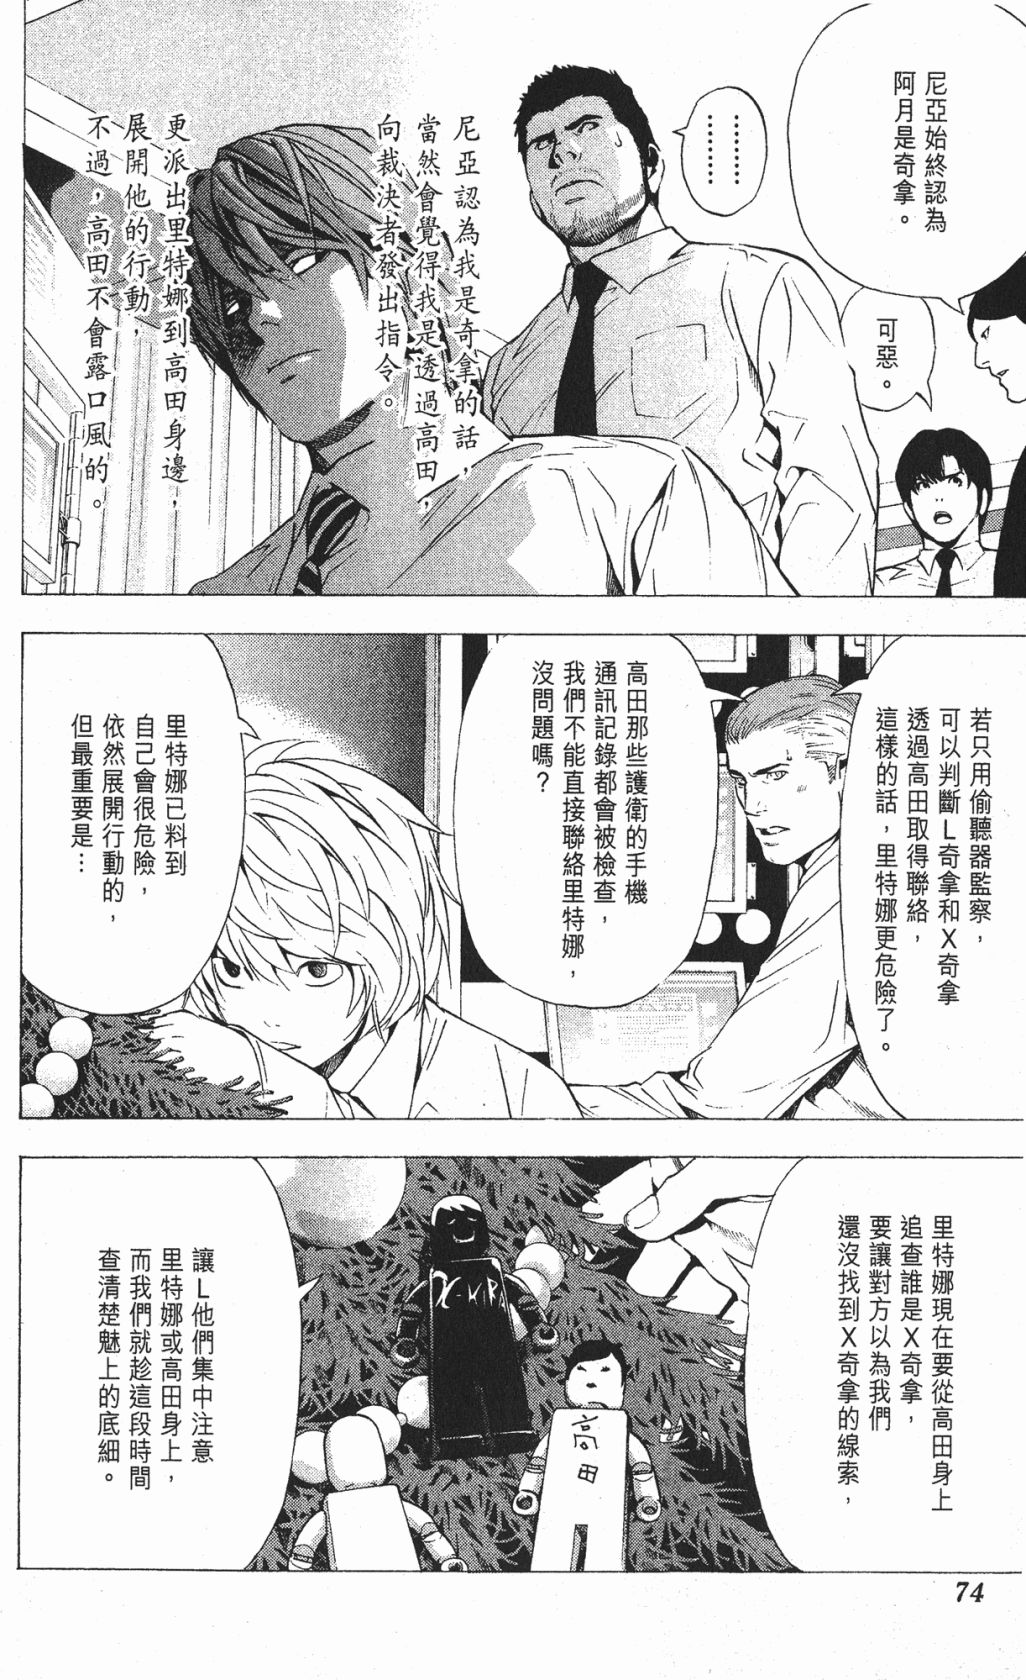 尼亞始終認為
阿月是奇拿。
可惡。
⋯⋯⋯
尼亞認為我是奇拿的話，
當然會覺得我是透過高田，
向裁決者發出指令。
更派出里特娜到高田身邊，
展開他的行動，
不過，高田不會露口風的。
若只用偷聽器監察，
可以判斷L奇拿和X奇拿
透過高田取得聯絡，
這樣的話，里特娜更危險了。
高田那些護衛的手機
通訊記錄都會被檢查，
我們不能直接聯絡里特娜，
沒問題嗎？
里特娜已料到
自己會很危險，
依然展開行動的，
但最重要是⋯
里特娜現在要從高田身上
追查誰是X奇拿，
要讓對方以為我們
還沒找到X奇拿的線索，
X-KIRA
高田
讓L他們集中注意
里特娜或高田身上，
而我們就趁這段時間
查清楚魅上的底細。
74